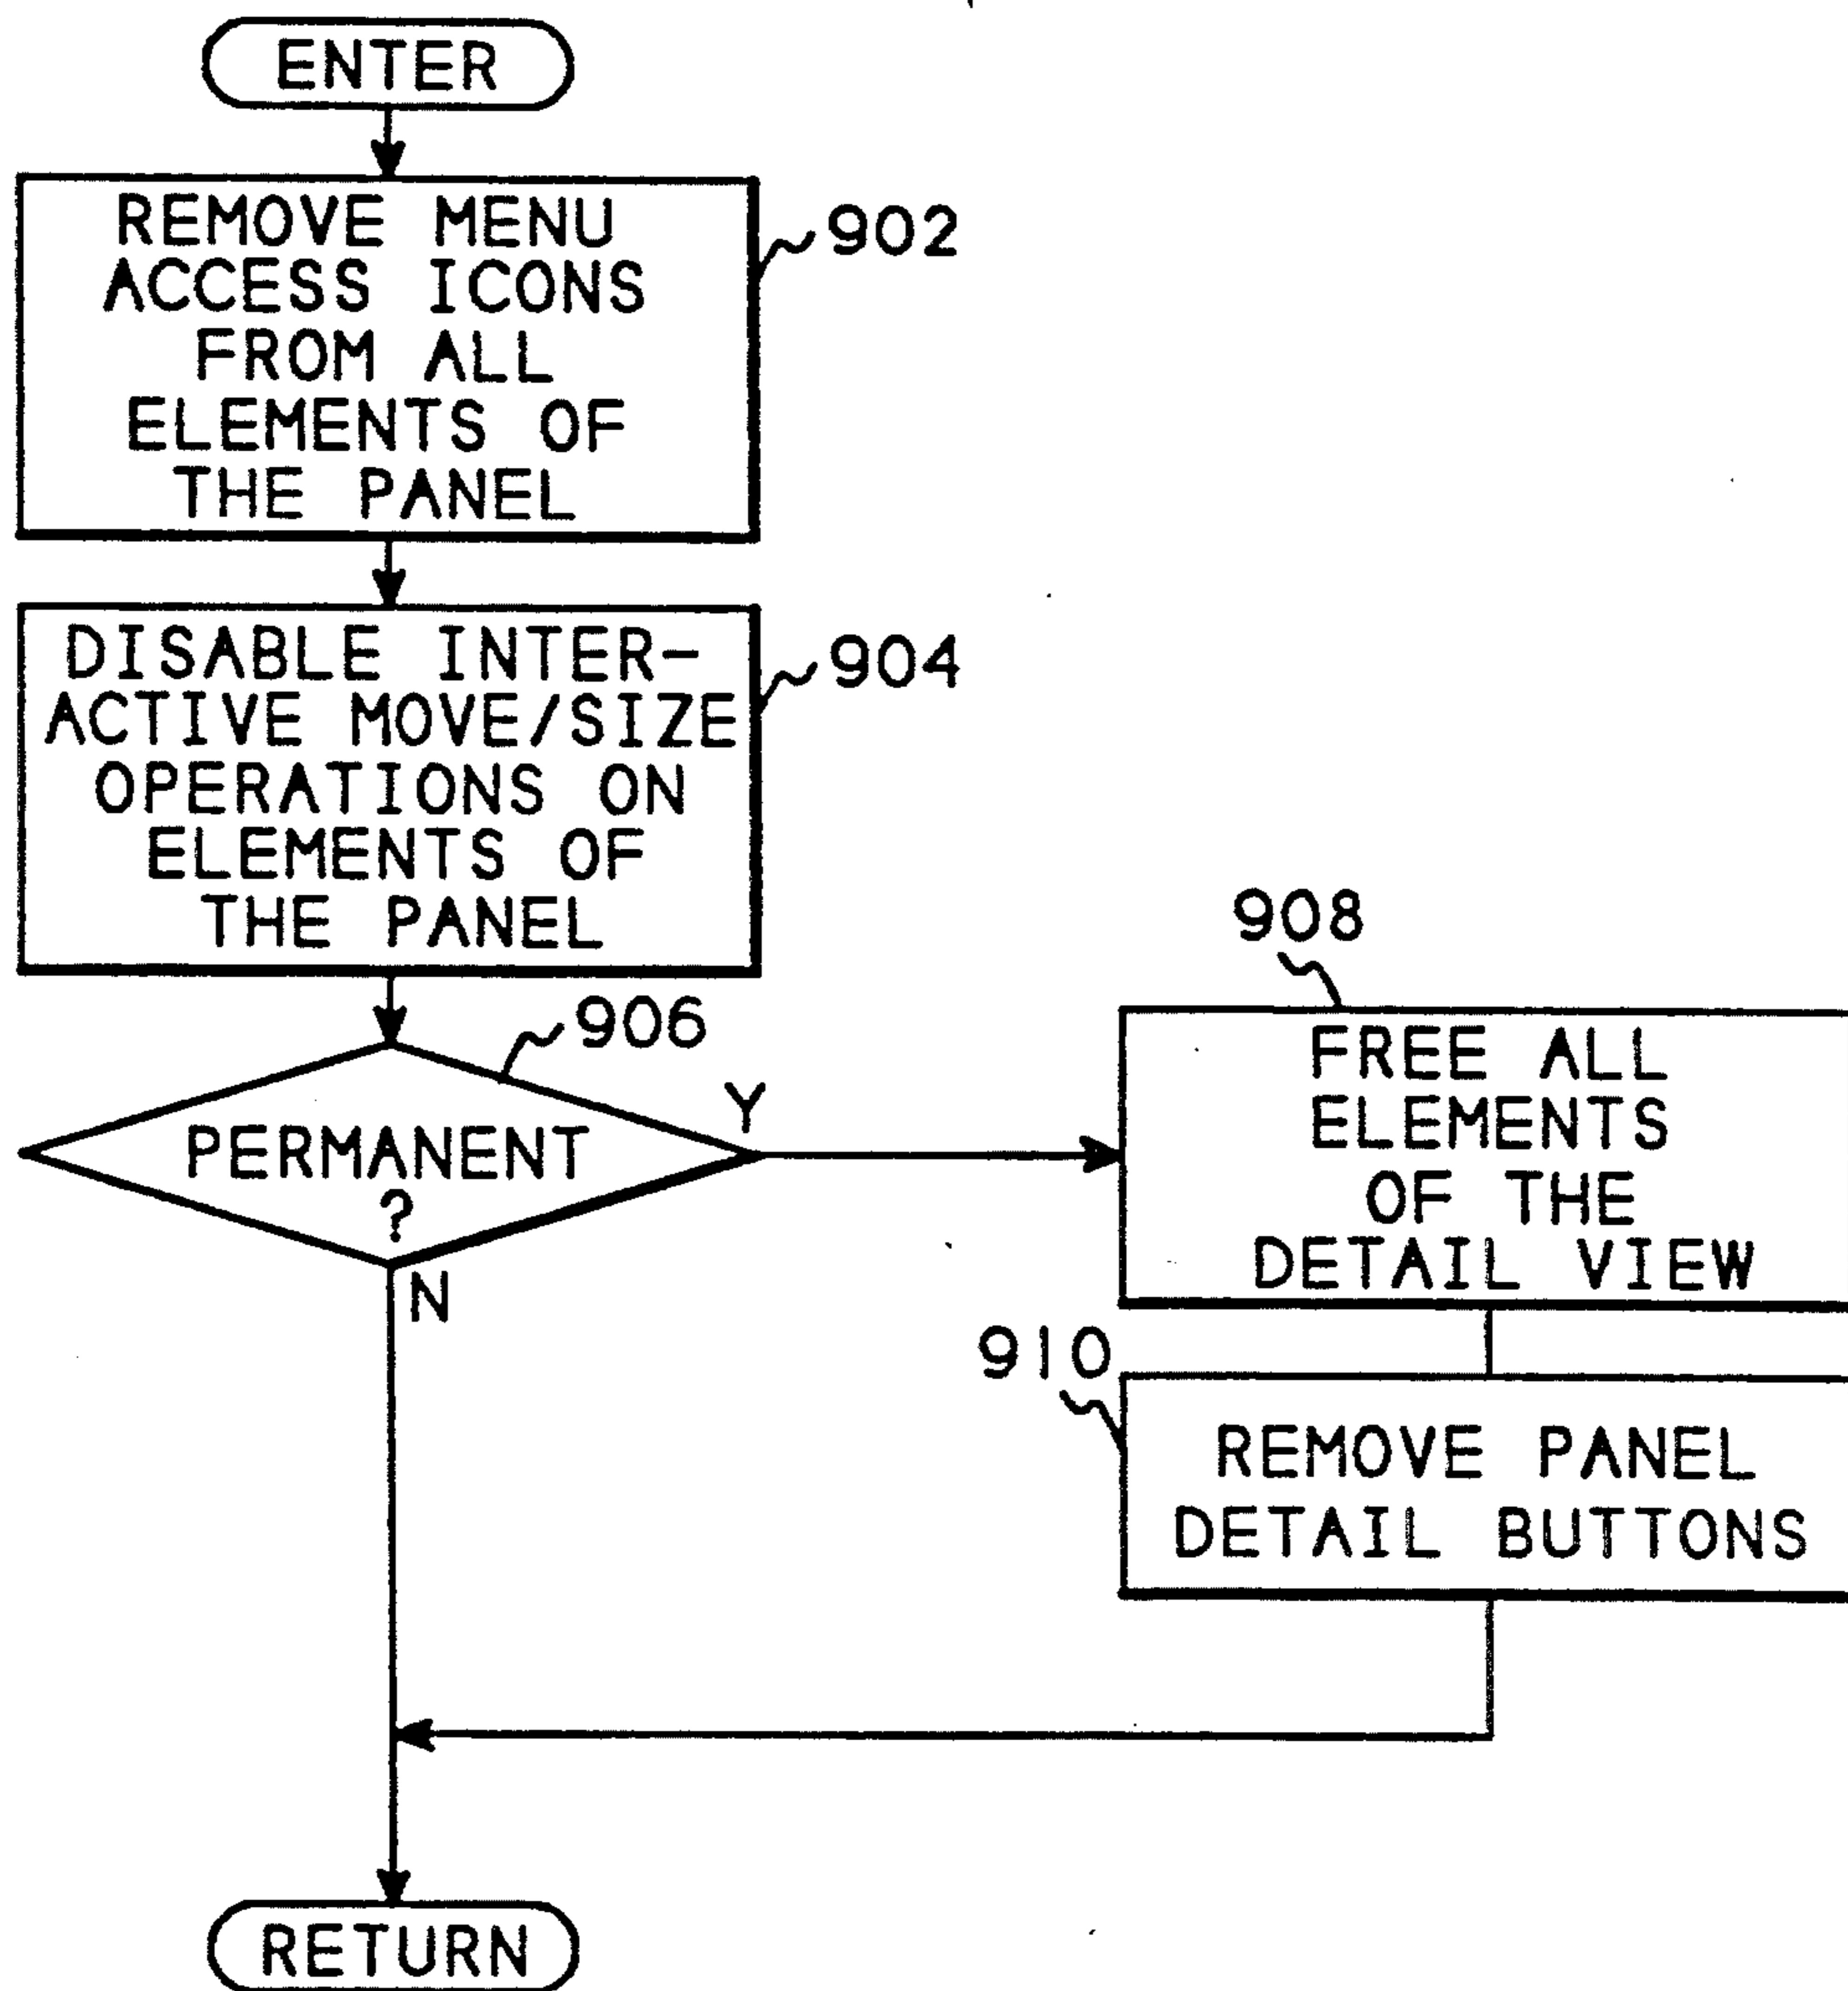 ENTER
REMOVE MENU
ACCESS ICONS
FROM ALL
ELEMENTS OF
THE PANEL
902
DISABLE INTER-
ACTIVE MOVE/SIZE
OPERATIONS ON
ELEMENTS OF
THE PANEL
904
906
PERMANENT
?
Y
N
908
FREE ALL
ELEMENTS
OF THE
DETAIL VIEW
910
REMOVE PANEL
DETAIL BUTTONS
RETURN